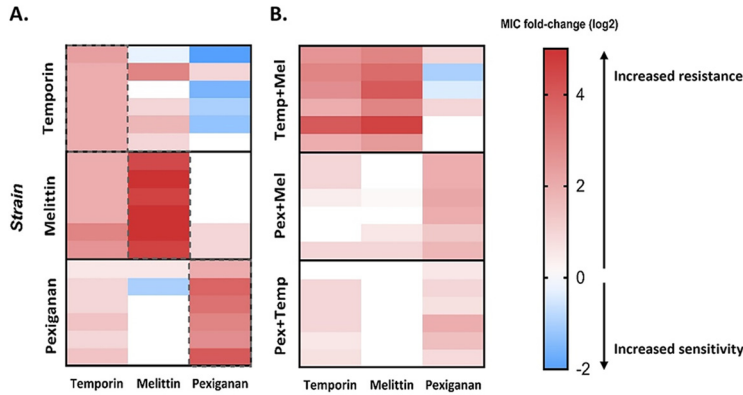 A.
B.
MIC fold-change (log2)
Strain
Temporin
Melittin
Pexiganan
Temporin Melittin Pexiganan
Temp+Mel
Pex+Mel
Pex+Temp
Temporin Melittin Pexiganan
4
2
0
-2
Increased resistance
Increased sensitivity